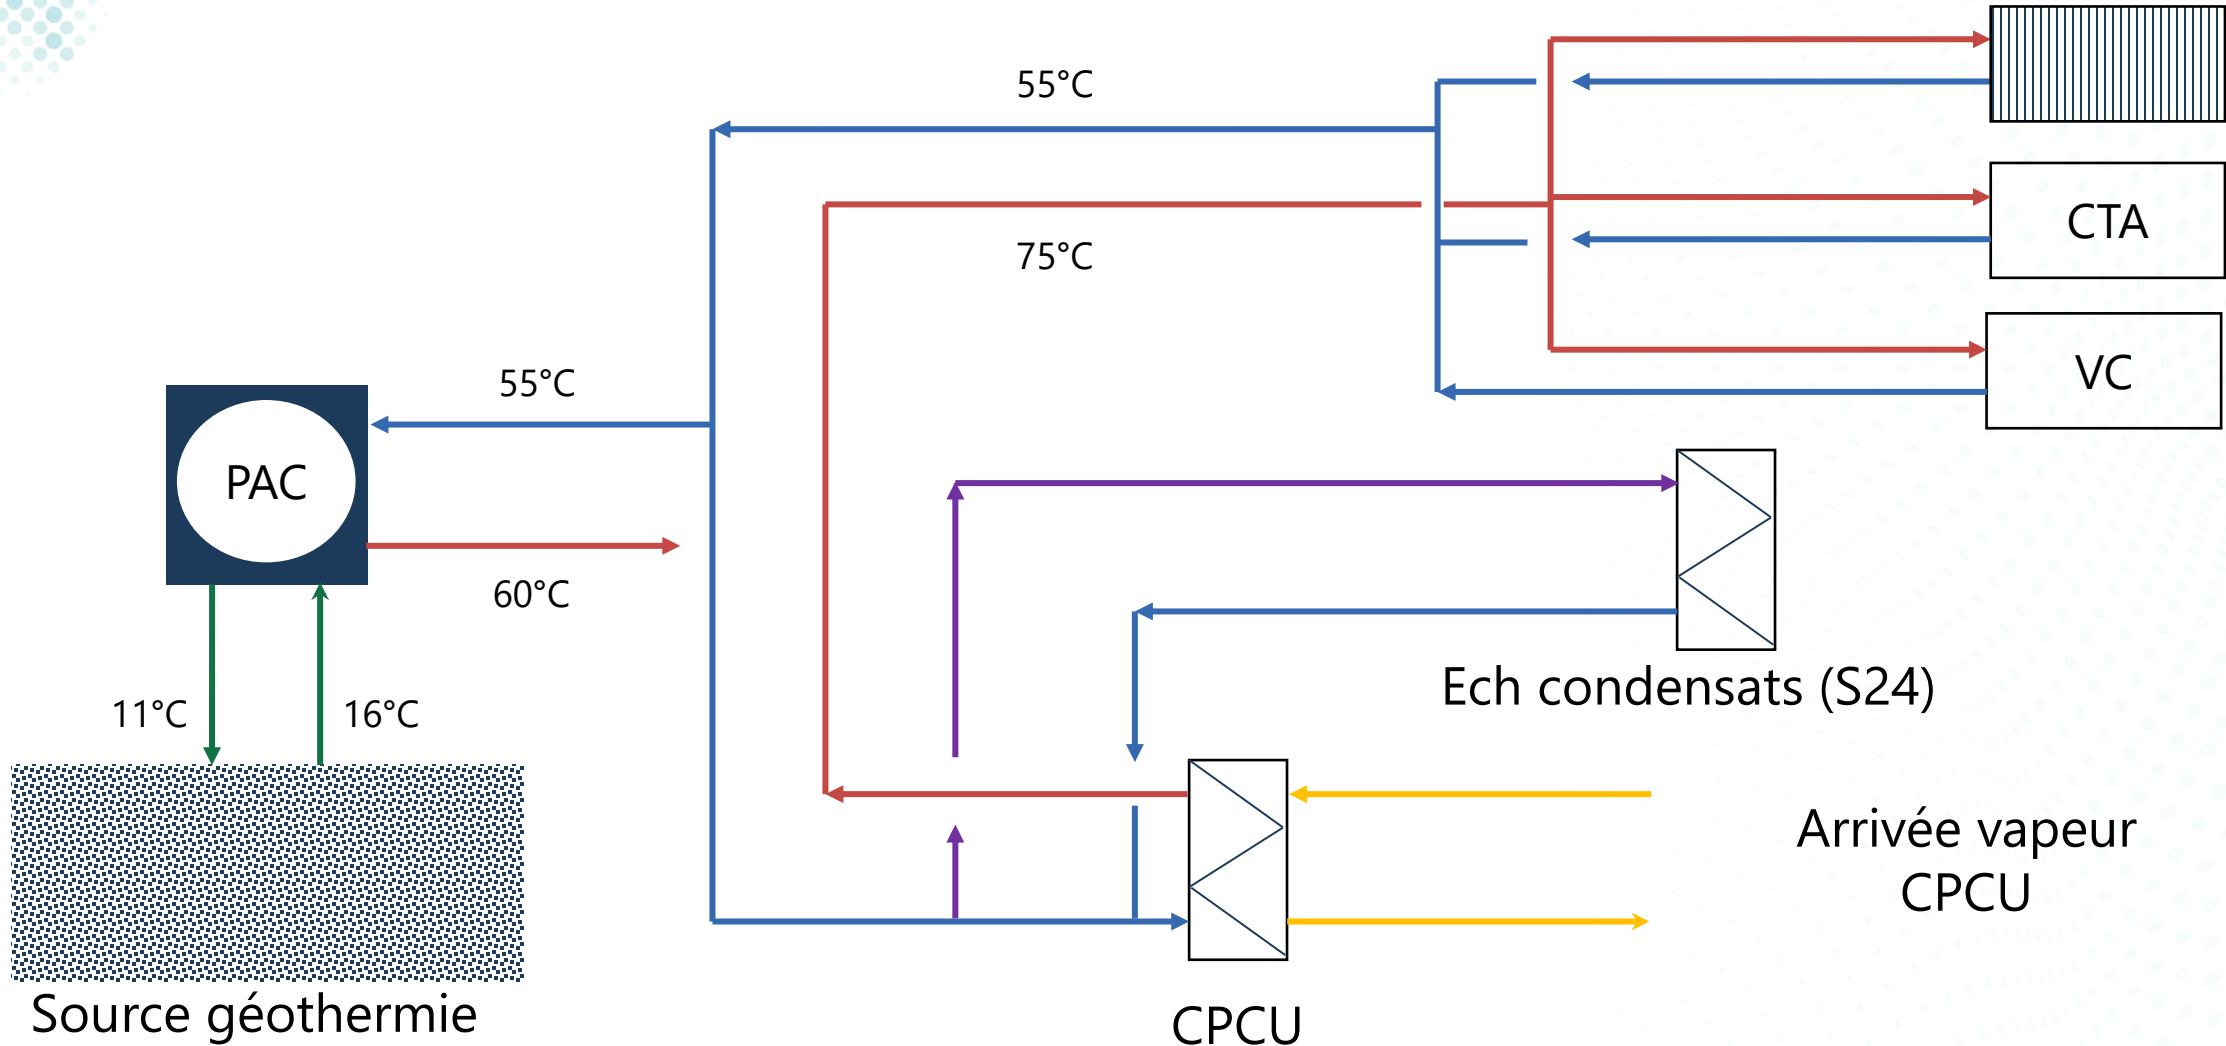 55°C
75°C
CTA
VC
55°C
PAC
60°C
11°C
16°C
Ech condensats (S24)
Arrivée vapeur
CPCU
Source géothermie
CPCU